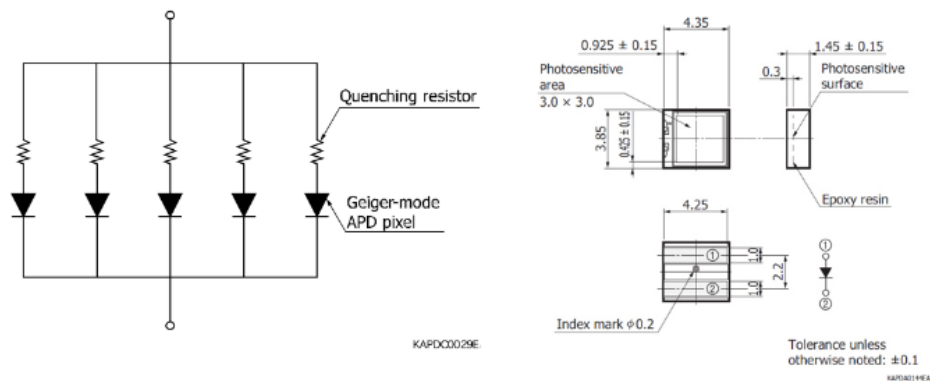 Quenching resistor
Geiger-mode
APD pixel
KAPDC0029E
4.35
0.925 ± 0.15
1.45 ± 0.15
Photosensitive
area
3.0 × 3.0
0.3
Photosensitive
surface
3.85
0.425 ± 0.15
Epoxy resin
4.25
①
1.0
2.2
②
1.0
①
②
Index mark φ0.2
Tolerance unless
otherwise noted: ±0.1